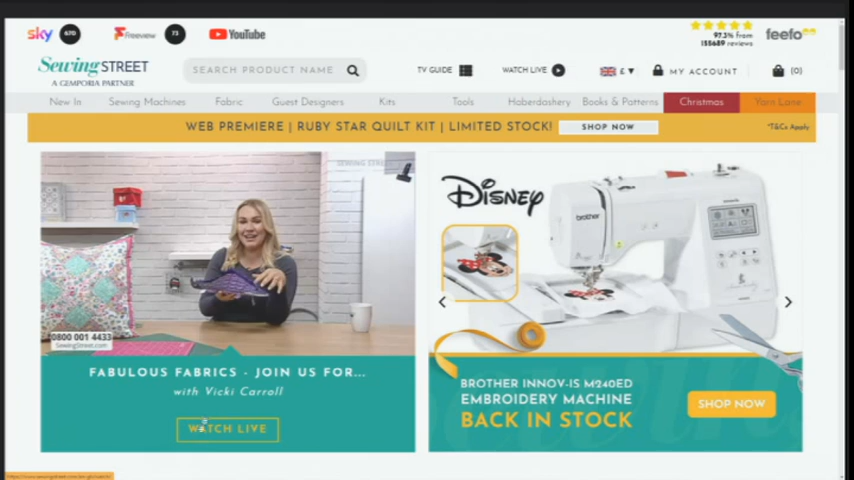 sky 670 Freeview 73 YouTube
97.3% from
155689 reviews
feefo
Sewing STREET
A GEMPORIA PARTNER
SEARCH PRODUCT NAME
TV GUIDE
WATCH LIVE
£
MY ACCOUNT
(0)
New In Sewing Machines Fabric Guest Designers Kits Tools Haberdashery Books & Patterns Christmas Yarn Lane
WEB PREMIERE | RUBY STAR QUILT KIT | LIMITED STOCK! SHOP NOW *T&Cs Apply
SEWING STREET
0800 001 4433
SewingStreet.com
FABULOUS FABRICS - JOIN US FOR...
with Vicki Carroll
WATCH LIVE
Disney
brother
BROTHER INNOV-IS M240ED
EMBROIDERY MACHINE
BACK IN STOCK
SHOP NOW